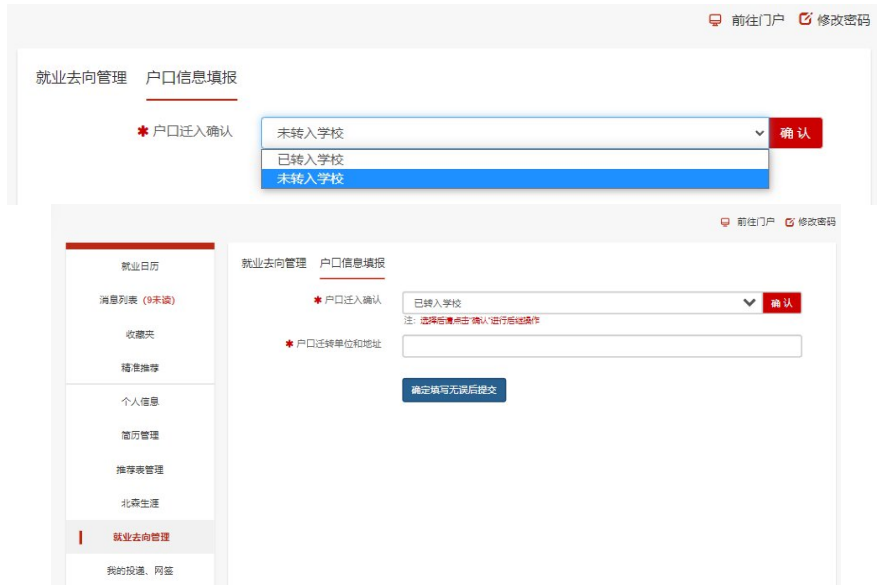 前往门户 修改密码
就业去向管理 户口信息填报
✱ 户口迁入确认 未转入学校 确 认
已转入学校
未转入学校
前往门户 修改密码
就业日历
消息列表 (9未读)
收藏夹
精准推荐
个人信息
简历管理
推荐表管理
北森生涯
就业去向管理
我的投递、网签
就业去向管理 户口信息填报
✱ 户口迁入确认 已转入学校 确 认
注: 选择后请点击"确认"进行后续操作
✱ 户口迁转单位和地址
确定填写无误后提交